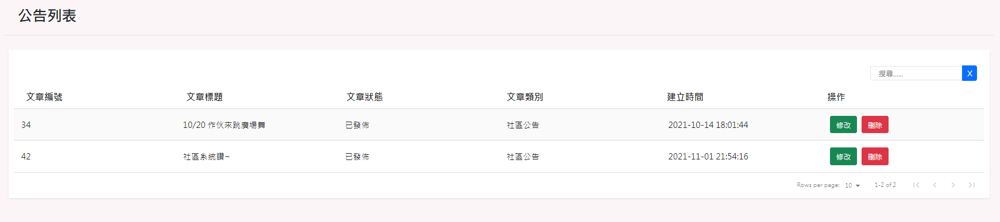 公告列表
搜尋...... X
文章編號 文章標題 文章狀態 文章類別 建立時間 操作
34 10/20 作伙來跳廣場舞 已發佈 社區公告 2021-10-14 18:01:44 修改 刪除
42 社區系統讚~ 已發佈 社區公告 2021-11-01 21:54:16 修改 刪除
Rows per page: 10 1-2 of 2